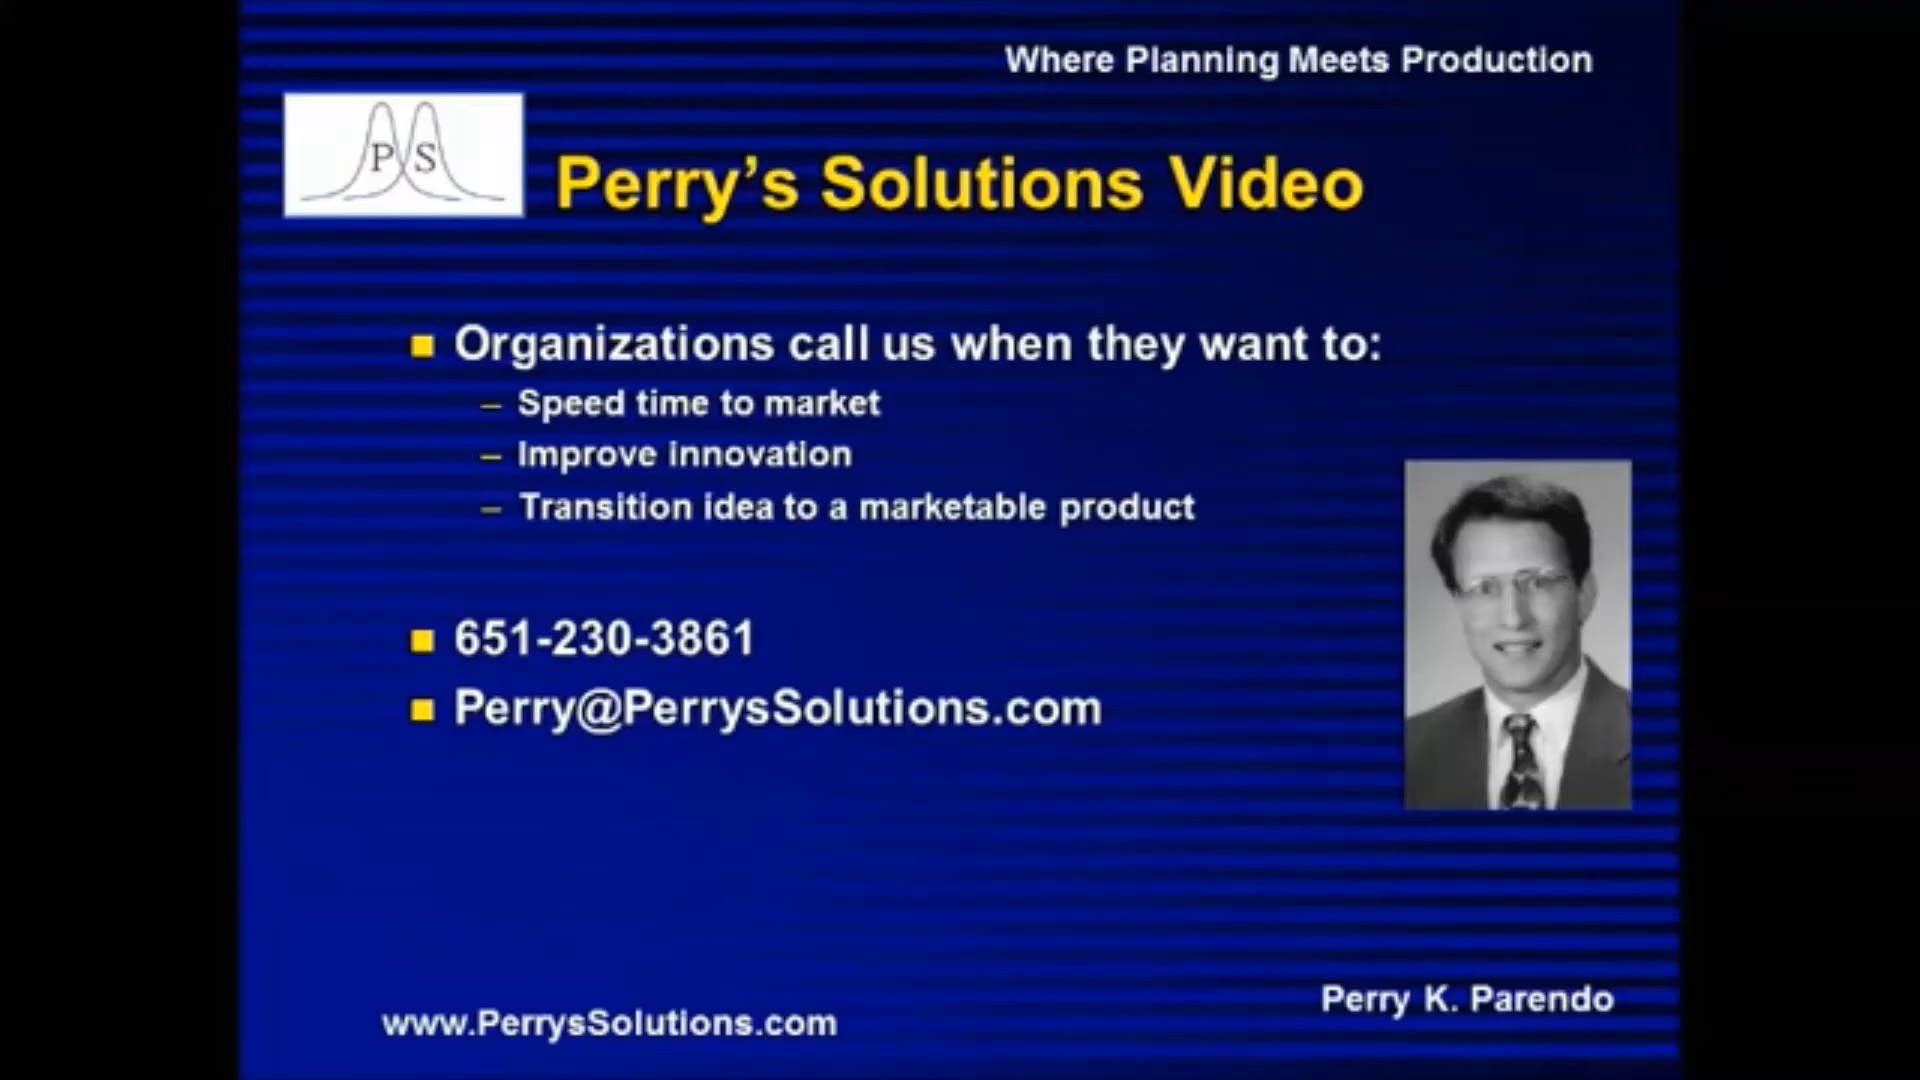 Where Planning Meets Production
P S
Perry's Solutions Video
Organizations call us when they want to:
– Speed time to market
– Improve innovation
– Transition idea to a marketable product
651-230-3861
Perry@PerrysSolutions.com
Perry K. Parendo
www.PerrysSolutions.com